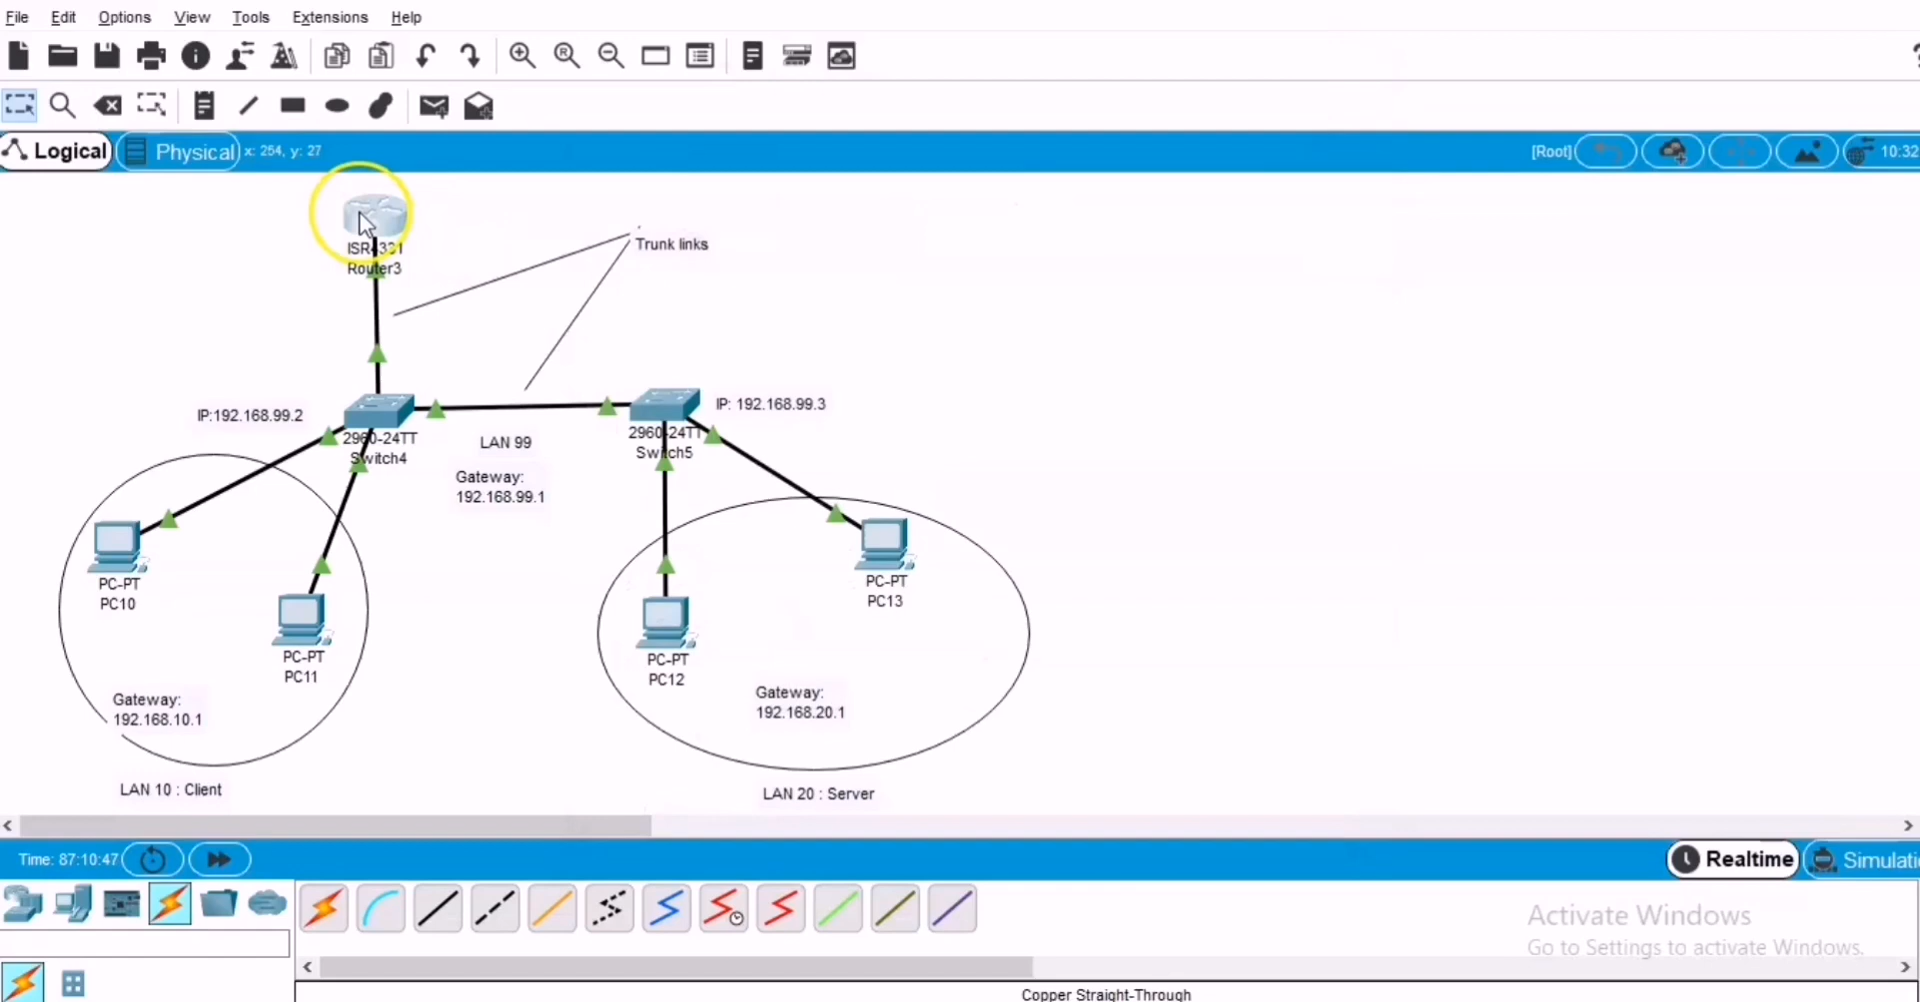 File Edit Options View Tools Extensions Help
Logical Physical x: 254, y: 27 [Root] 10:32
ISR4331
Router3
Trunk links
IP:192.168.99.2
2960-24TT
Switch4
LAN 99
Gateway:
192.168.99.1
2960-24TT
Switch5
IP: 192.168.99.3
PC-PT
PC10
PC-PT
PC11
Gateway:
192.168.10.1
LAN 10 : Client
PC-PT
PC12
PC-PT
PC13
Gateway:
192.168.20.1
LAN 20 : Server
Time: 87:10:47 Realtime Simulati
Activate Windows
Go to Settings to activate Windows.
Copper Straight-Through